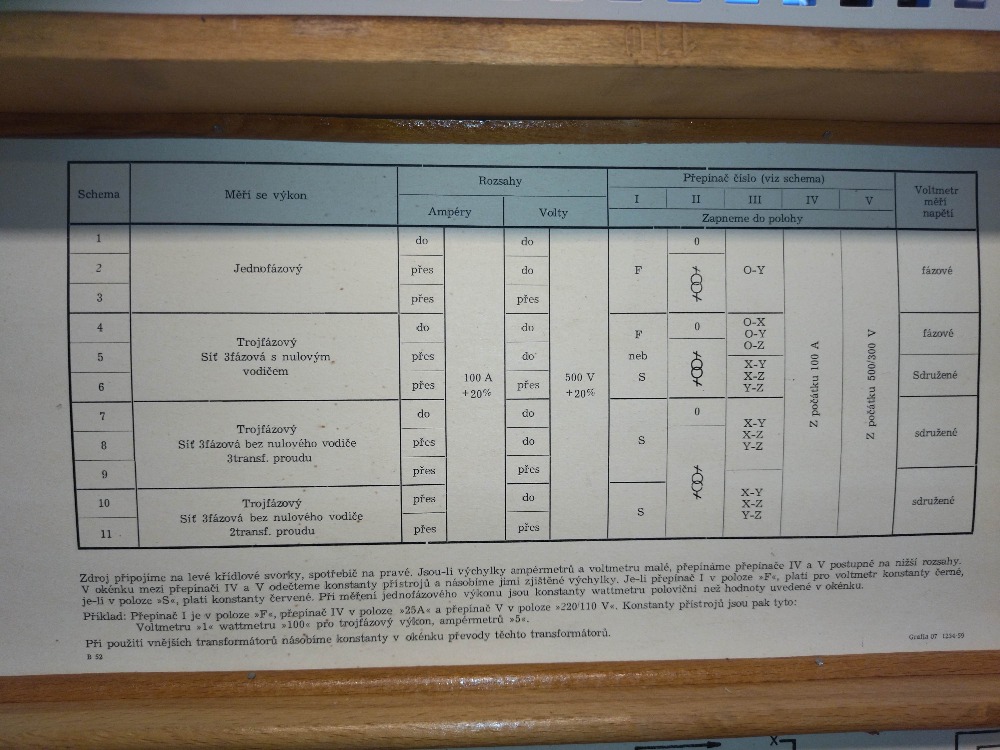 Schema
Měří se výkon
Rozsahy
Přepinač čislo (viz schema)
Voltmetr
měří
napětí
I II III IV V
Ampéry Volty
Zapneme do polohy
1 do do 0
2 Jednofázový přes do F O-Y fázové
3 přes přes
4 do do 0
Trojfázový
Síť 3fázová s nulovým
vodičem
5 přes do
6 přes přes
F
neb
S
O-X
O-Y
O-Z
X-Y
X-Z
Y-Z
fázové
Sdružené
100 A
+20%
500 V
+20%
Z počátku 100 A
Z počátku 500/300 V
7 do do 0
Trojfázový
Síť 3fázová bez nulového vodiče
3transf. proudu
8 přes do
9 přes přes
S
X-Y
X-Z
Y-Z
sdružené
10 přes do
Trojfázový
Síť 3fázová bez nulového vodiče
2transf. proudu
11 přes přes
S
X-Y
X-Z
Y-Z
sdružené
Zdroj připojíme na levé křídlové svorky, spotřebič na pravé. Jsou-li výchylky ampérmetru a voltmetru malé, přepínáme přepínače IV a V postupně na nižší rozsahy.
V okénku mezi přepínači IV a V odečteme konstanty přístrojů a násobíme jimi zjištěné výchylky. Je-li přepínač I v poloze »F«, platí pro voltmetr konstanty černé,
je-li v poloze »S«, platí konstanty červené. Při měření jednofázového výkonu jsou konstanty wattmetru poloviční než hodnoty uvedené v okénku.
Příklad: Přepínač I je v poloze »F«, přepínač IV v poloze »25A« a přepínač V v poloze »220/110 V«. Konstanty přístrojů jsou pak tyto:
Voltmetru »1« wattmetru »100« pro trojfázový výkon, ampérmetrů »5«.
Při použití vnějších transformátorů násobíme konstanty v okénku převody těchto transformátorů.
B 52
Grafia 07 1234-59
X